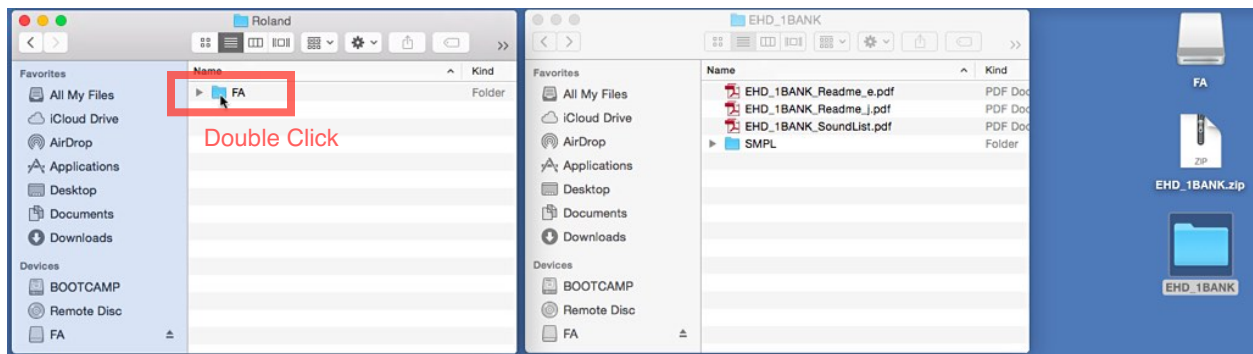 Roland
Favorites
All My Files
iCloud Drive
AirDrop
Applications
Desktop
Documents
Downloads
Devices
BOOTCAMP
Remote Disc
FA
Name
Kind
FA
Folder
Double Click
EHD_1BANK
Favorites
All My Files
iCloud Drive
AirDrop
Applications
Desktop
Documents
Downloads
Devices
BOOTCAMP
Remote Disc
FA
Name
Kind
EHD_1BANK_Readme_e.pdf
PDF Doc
EHD_1BANK_Readme_j.pdf
PDF Doc
EHD_1BANK_SoundList.pdf
PDF Doc
SMPL
Folder
FA
ZIP
EHD_1BANK.zip
EHD_1BANK